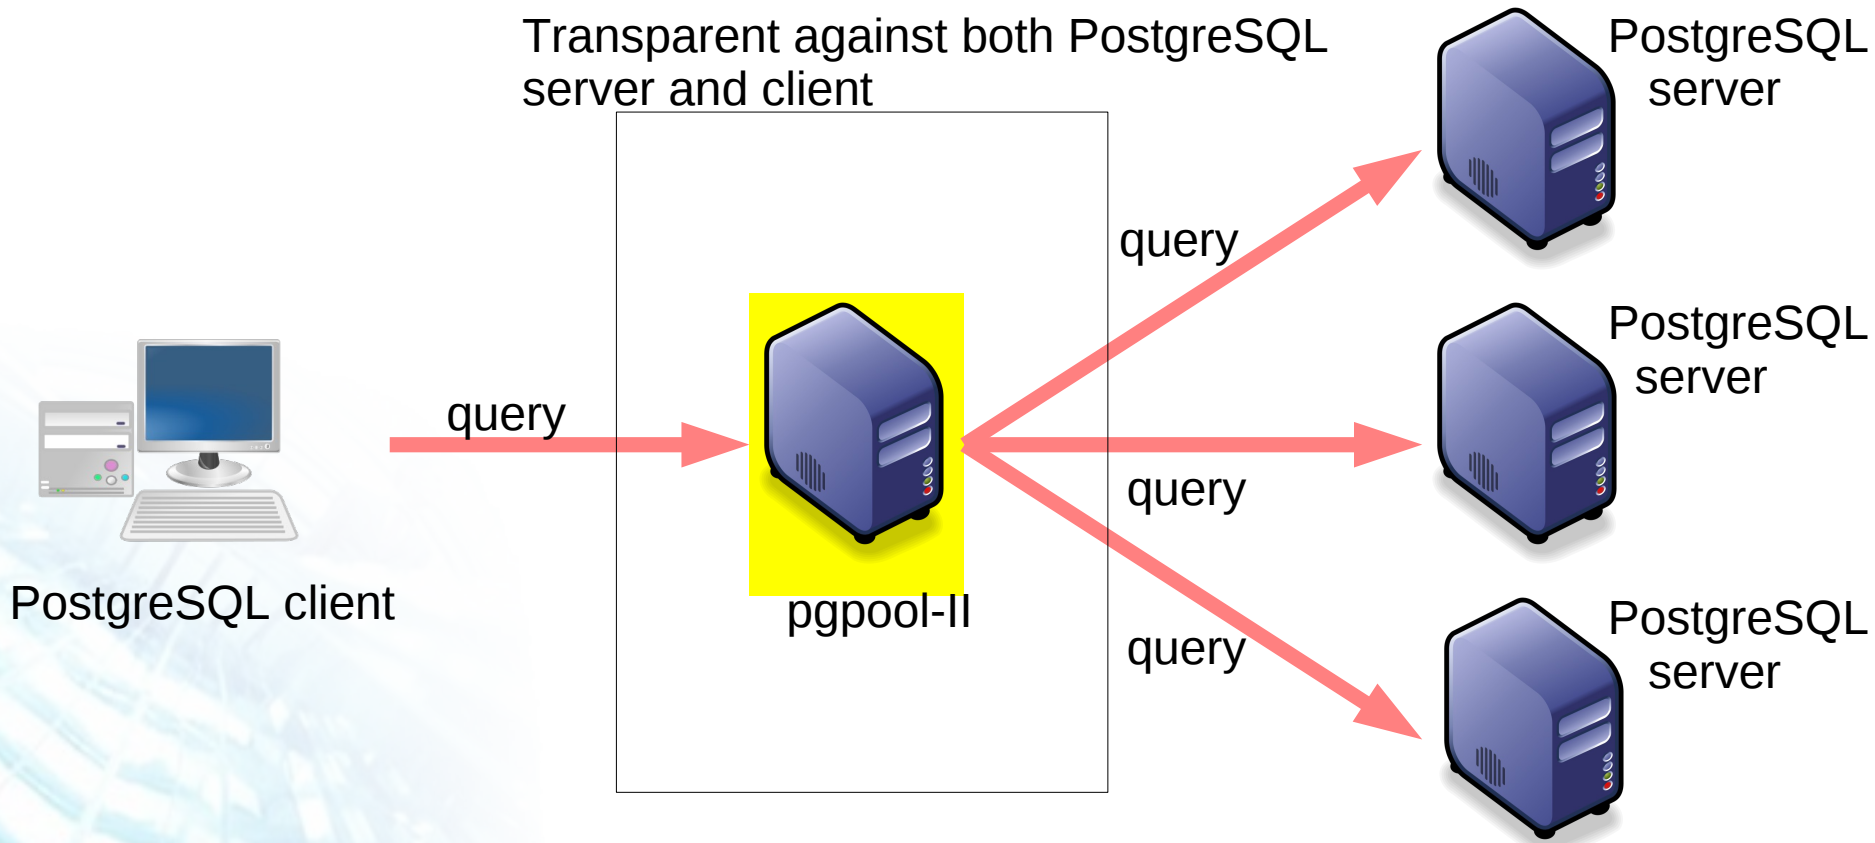 Transparent against both PostgreSQL
server and client
PostgreSQL
server
query
PostgreSQL
server
query
query
PostgreSQL client
pgpool-II
PostgreSQL
server
query